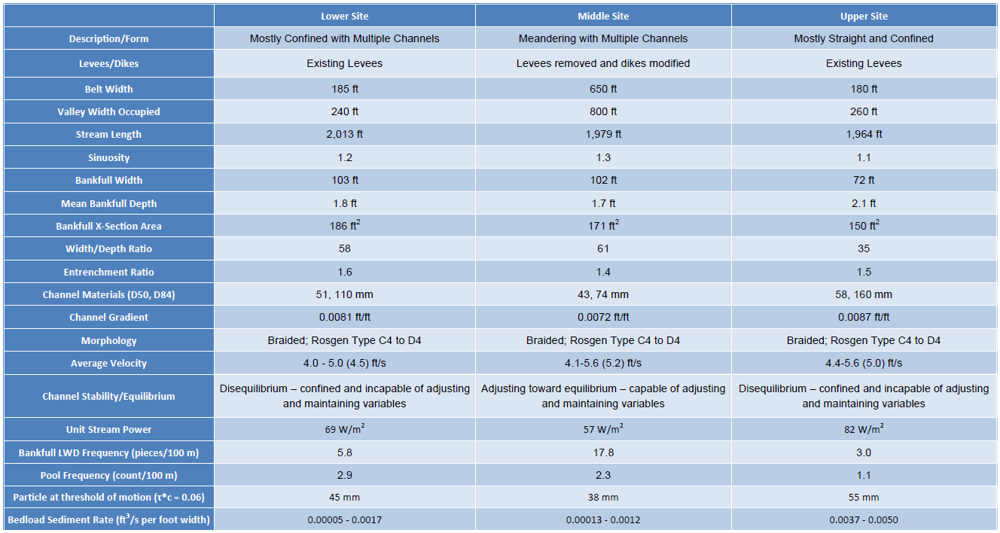 Lower Site Middle Site Upper Site
Description/Form Mostly Confined with Multiple Channels Meandering with Multiple Channels Mostly Straight and Confined
Levees/Dikes Existing Levees Levees removed and dikes modified Existing Levees
Belt Width 185 ft 650 ft 180 ft
Valley Width Occupied 240 ft 800 ft 260 ft
Stream Length 2,013 ft 1,979 ft 1,964 ft
Sinuosity 1.2 1.3 1.1
Bankfull Width 103 ft 102 ft 72 ft
Mean Bankfull Depth 1.8 ft 1.7 ft 2.1 ft
Bankfull X-Section Area 186 ft² 171 ft² 150 ft²
Width/Depth Ratio 58 61 35
Entrenchment Ratio 1.6 1.4 1.5
Channel Materials (D50, D84) 51, 110 mm 43, 74 mm 58, 160 mm
Channel Gradient 0.0081 ft/ft 0.0072 ft/ft 0.0087 ft/ft
Morphology Braided; Rosgen Type C4 to D4 Braided; Rosgen Type C4 to D4 Braided; Rosgen Type C4 to D4
Average Velocity 4.0 - 5.0 (4.5) ft/s 4.1-5.6 (5.2) ft/s 4.4-5.6 (5.0) ft/s
Channel Stability/Equilibrium Disequilibrium – confined and incapable of adjusting Adjusting toward equilibrium – capable of adjusting Disequilibrium – confined and incapable of adjusting
and maintaining variables and maintaining variables and maintaining variables
Unit Stream Power 69 W/m² 57 W/m² 82 W/m²
Bankfull LWD Frequency (pieces/100 m) 5.8 17.8 3.0
Pool Frequency (count/100 m) 2.9 2.3 1.1
Particle at threshold of motion (τ*c = 0.06) 45 mm 38 mm 55 mm
Bedload Sediment Rate (ft³/s per foot width) 0.00005 - 0.0017 0.00013 - 0.0012 0.0037 - 0.0050